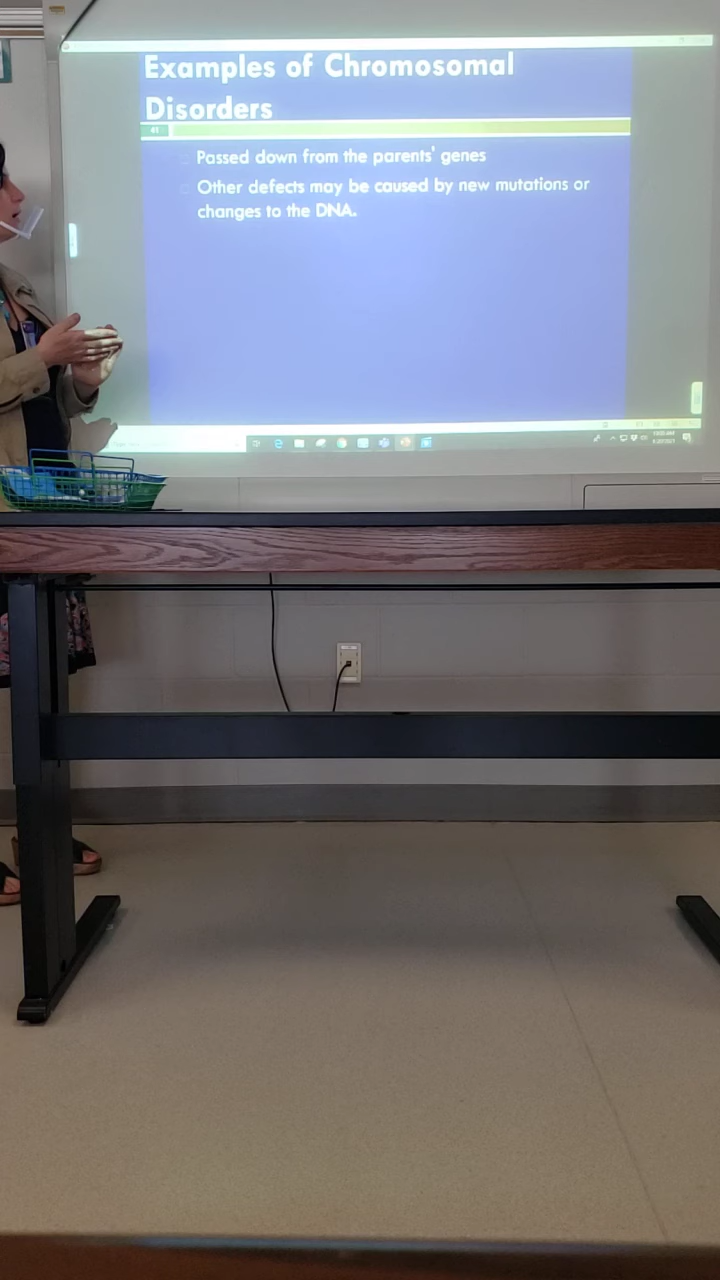 Examples of Chromosomal
Disorders
41
Passed down from the parents' genes
Other defects may be caused by new mutations or
changes to the DNA.